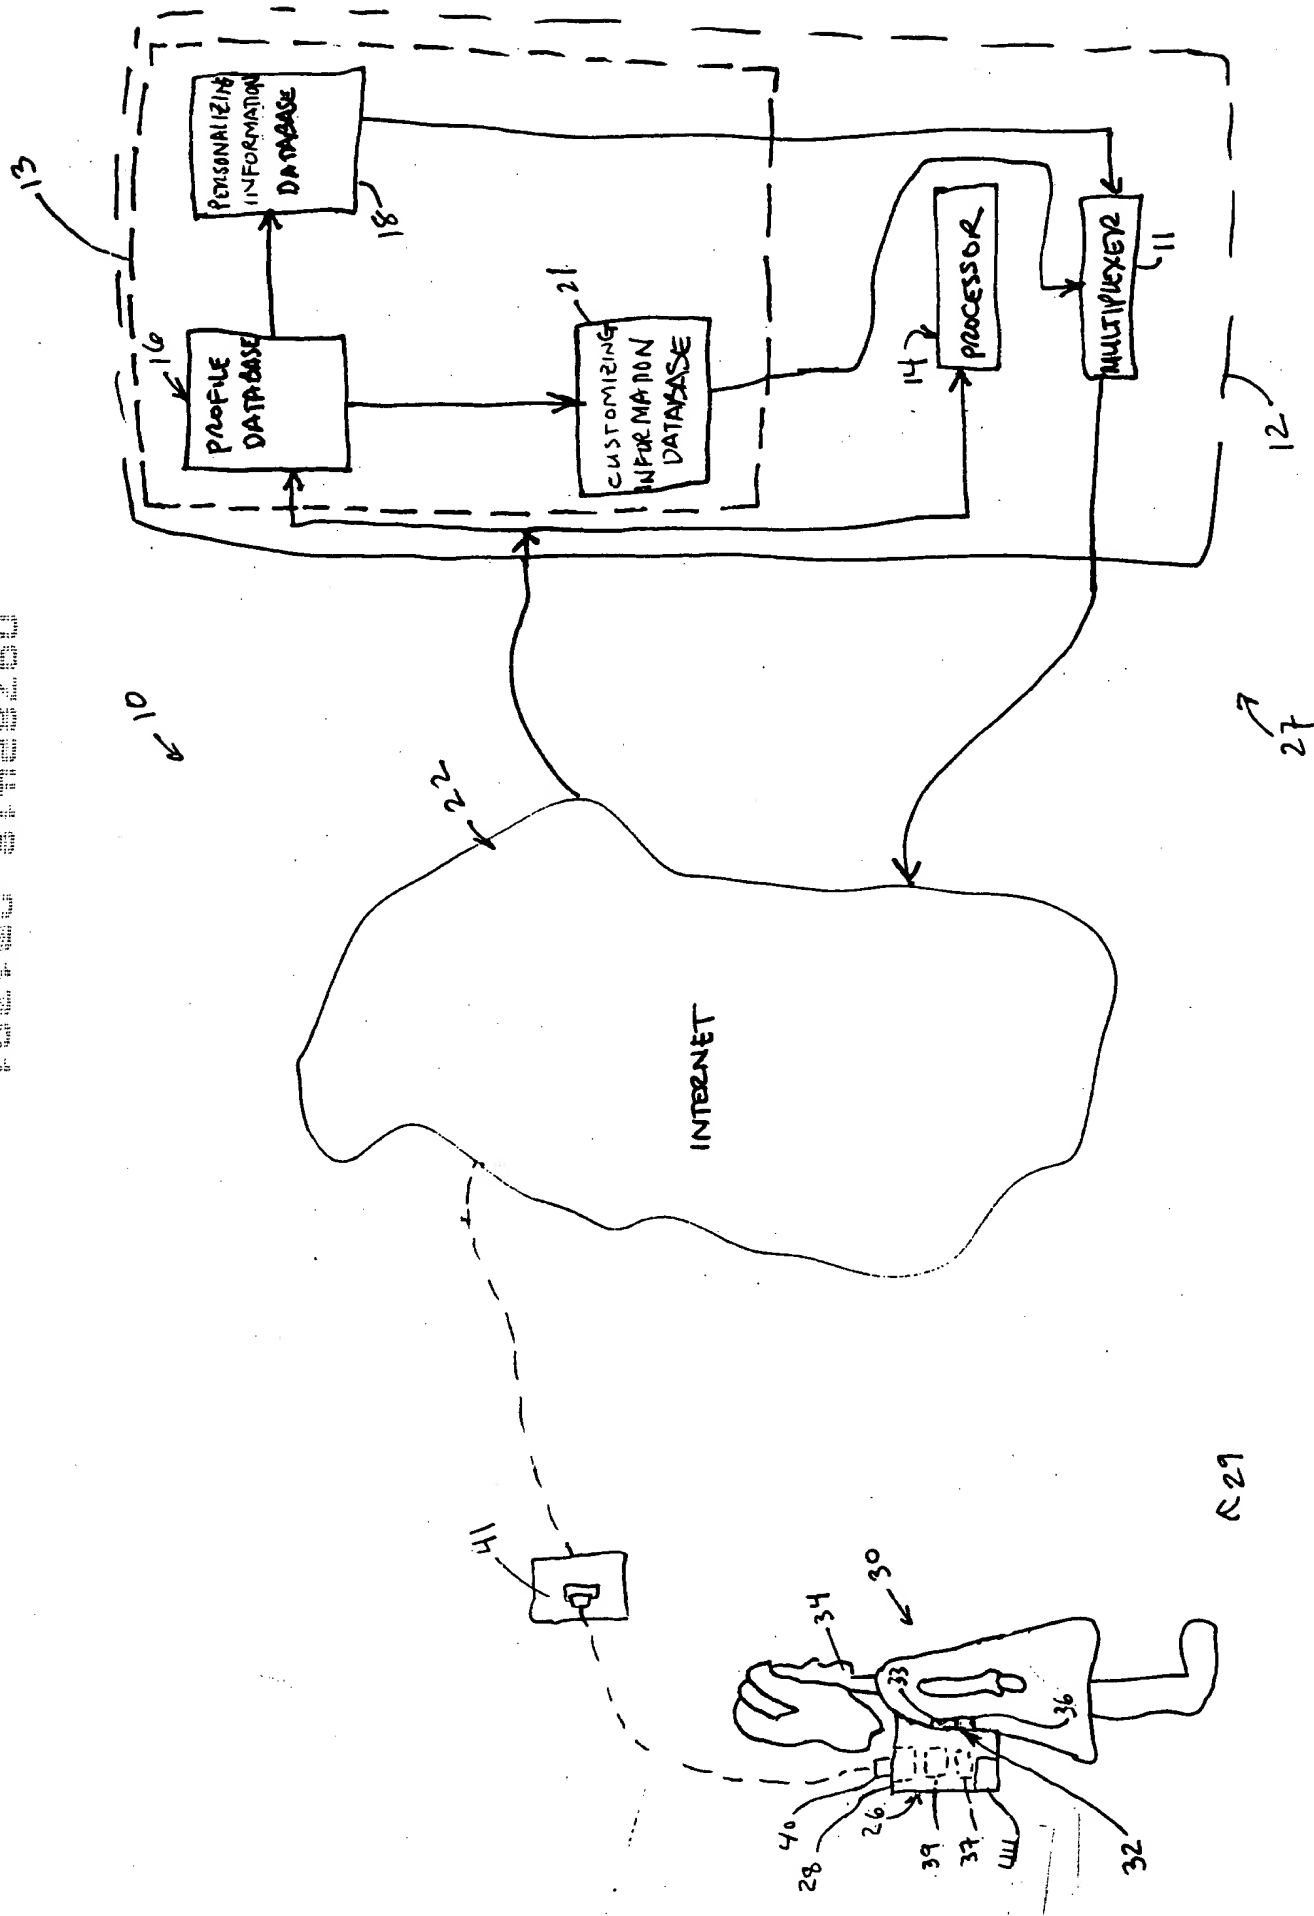 13
16
PROFILE
DATABASE
PERSONALIZING
INFORMATION
DATABASE
18
21
CUSTOMIZING
INFORMATION
DATABASE
14
PROCESSOR
MULTIPLEXER
11
12
10
22
INTERNET
27
41
34
30
33
36
29
40
28
26
39
37
44
32